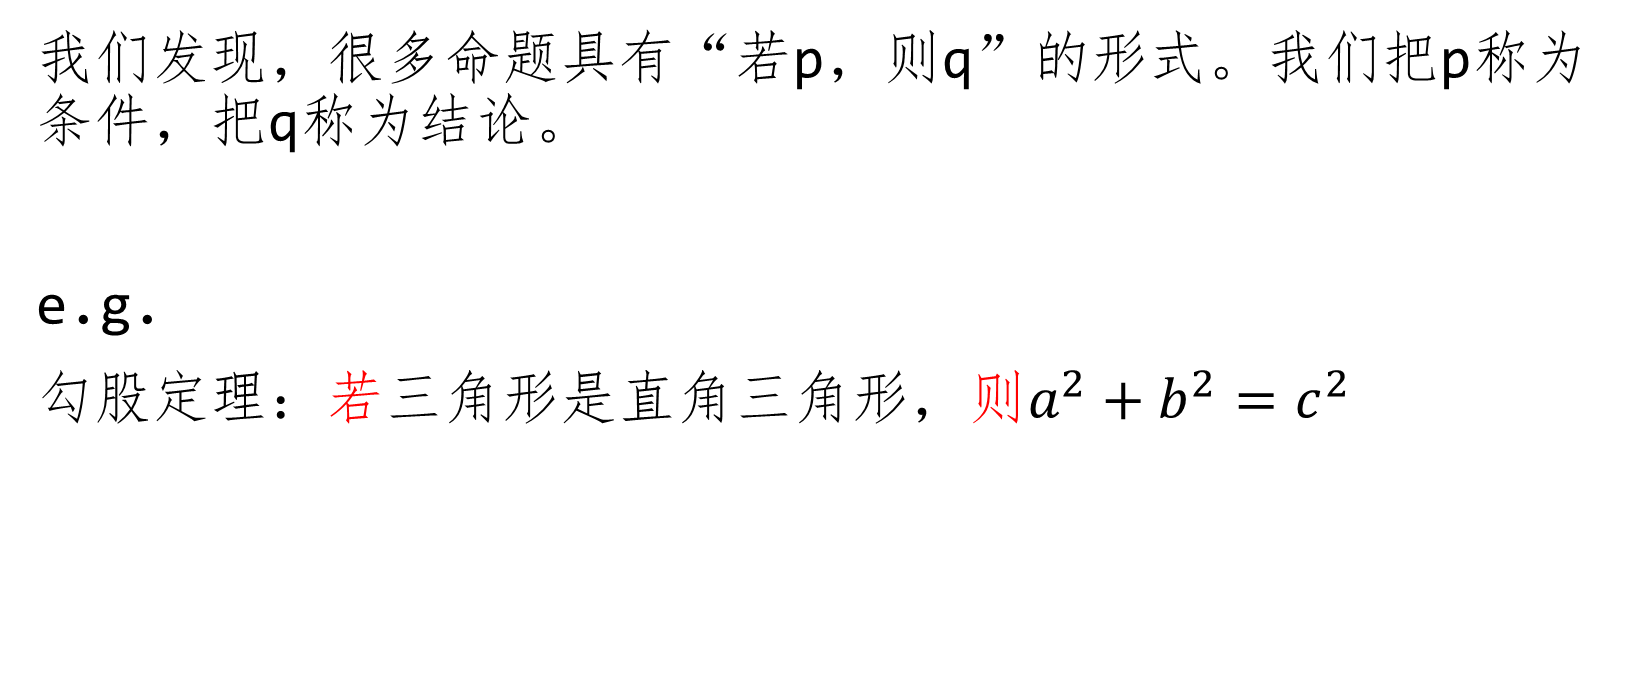 我们发现，很多命题具有“若p，则q”的形式。我们把p称为
条件，把q称为结论。
e.g.
勾股定理：若三角形是直角三角形，则𝑎² + 𝑏² = 𝑐²